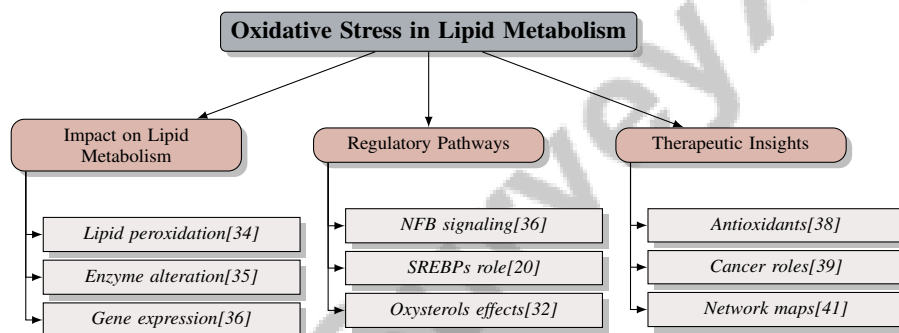 Oxidative Stress in Lipid Metabolism
Impact on Lipid
Metabolism
Lipid peroxidation[34]
Enzyme alteration[35]
Gene expression[36]
Regulatory Pathways
NFB signaling[36]
SREBPs role[20]
Oxysterols effects[32]
Therapeutic Insights
Antioxidants[38]
Cancer roles[39]
Network maps[41]